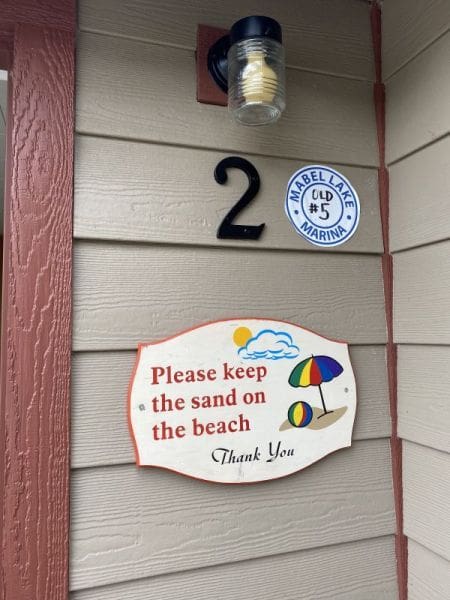 2
MABEL LAKE
OLD
#5
MARINA
Please keep
the sand on
the beach
Thank You